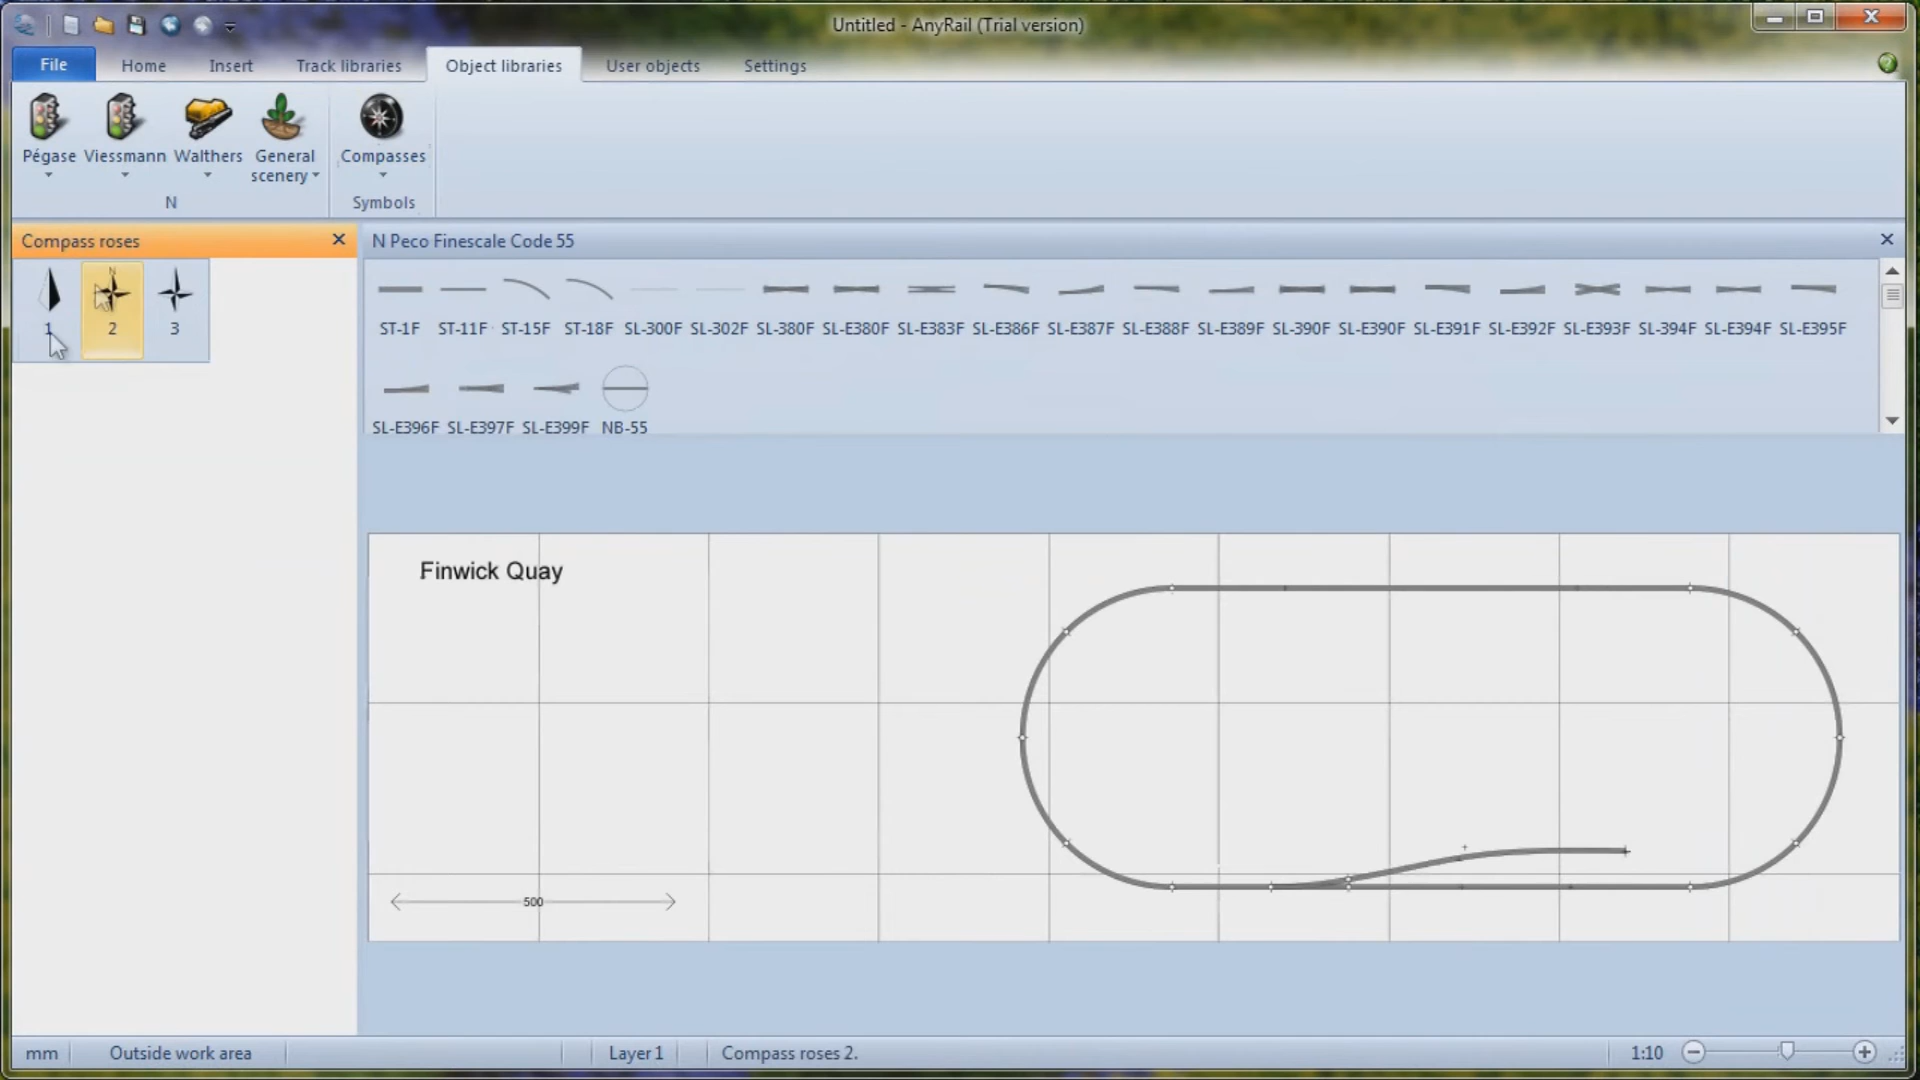 Untitled - AnyRail (Trial version)
File Home Insert Track libraries Object libraries User objects Settings
Pégase Viessmann Walthers General scenery Compasses
N Symbols
Compass roses
N Peco Finescale Code 55
N
1 2 3
ST-1F ST-11F ST-15F ST-18F SL-300F SL-302F SL-380F SL-E380F SL-E383F SL-E386F SL-E387F SL-E388F SL-E389F SL-390F SL-E390F SL-E391F SL-E392F SL-E393F SL-394F SL-E394F SL-E395F
SL-E396F SL-E397F SL-E399F NB-55
Finwick Quay
500
mm Outside work area Layer 1 Compass roses 2. 1:10